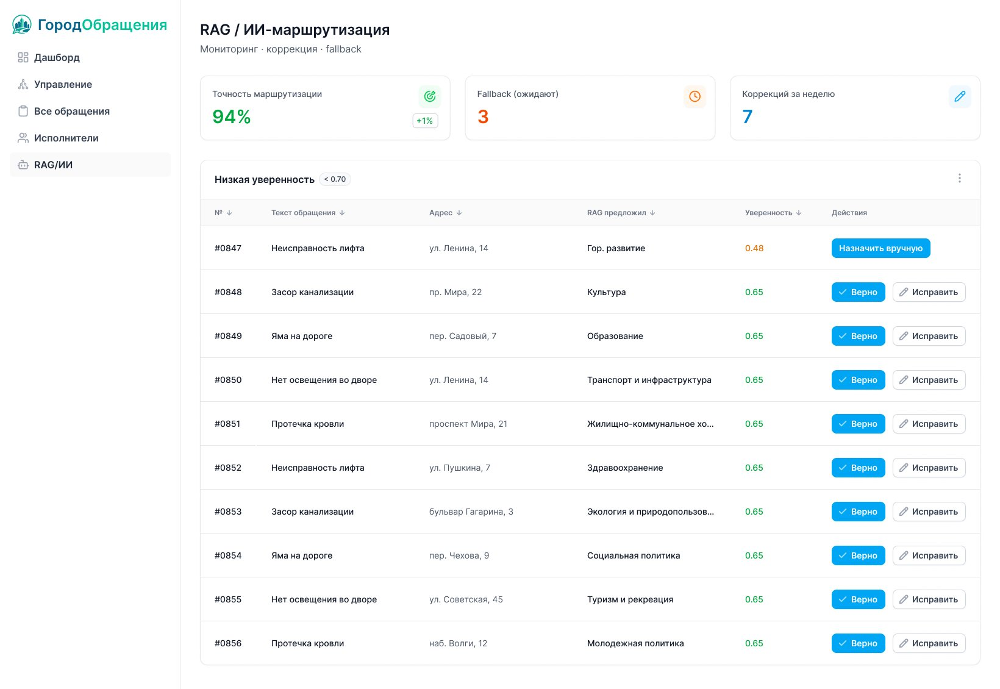 ГородОбращения
Дашборд
Управление
Все обращения
Исполнители
RAG/ИИ
RAG / ИИ-маршрутизация
Мониторинг · коррекция · fallback
Точность маршрутизации
94%
+1%
Fallback (ожидают)
3
Коррекций за неделю
7
Низкая уверенность < 0.70
№ ↓ Текст обращения ↓ Адрес ↓ RAG предложил ↓ Уверенность ↓ Действия
#0847 Неисправность лифта ул. Ленина, 14 Гор. развитие 0.48 Назначить вручную
#0848 Засор канализации пр. Мира, 22 Культура 0.65 Верно Исправить
#0849 Яма на дороге пер. Садовый, 7 Образование 0.65 Верно Исправить
#0850 Нет освещения во дворе ул. Ленина, 14 Транспорт и инфраструктура 0.65 Верно Исправить
#0851 Протечка кровли проспект Мира, 21 Жилищно-коммунальное хо... 0.65 Верно Исправить
#0852 Неисправность лифта ул. Пушкина, 7 Здравоохранение 0.65 Верно Исправить
#0853 Засор канализации бульвар Гагарина, 3 Экология и природопользов... 0.65 Верно Исправить
#0854 Яма на дороге пер. Чехова, 9 Социальная политика 0.65 Верно Исправить
#0855 Нет освещения во дворе ул. Советская, 45 Туризм и рекреация 0.65 Верно Исправить
#0856 Протечка кровли наб. Волги, 12 Молодежная политика 0.65 Верно Исправить